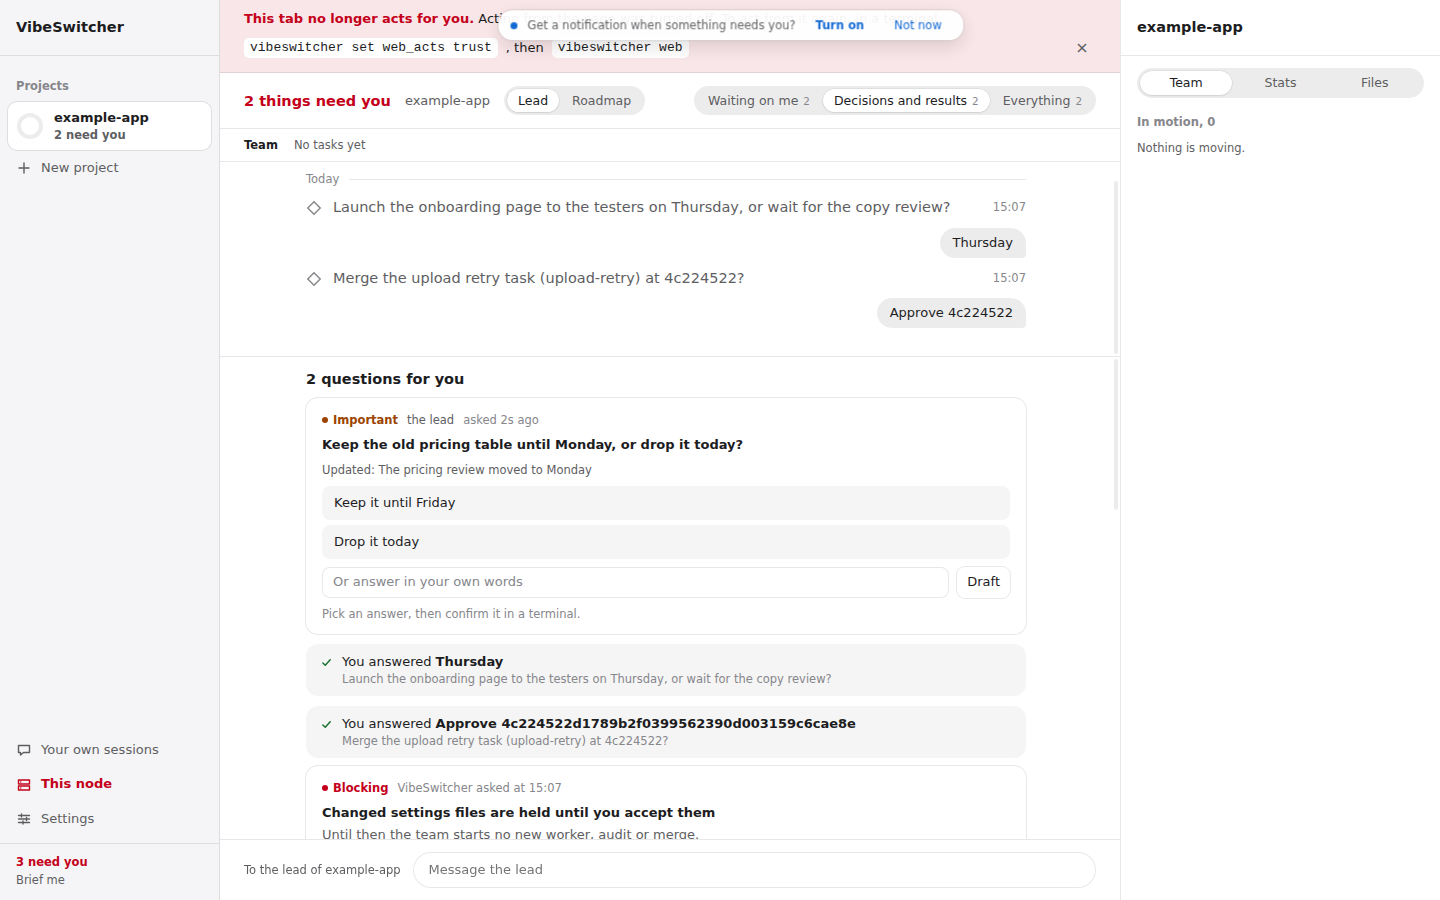 VibeSwitcher
Projects
example-app
2 need you
New project
Your own sessions
This node
Settings
3 need you
Brief me
This tab no longer acts for you.
Get a notification when something needs you? Turn on Not now
vibeswitcher set web_acts trust , then vibeswitcher web
2 things need you example-app Lead Roadmap Waiting on me 2 Decisions and results 2 Everything 2
Team No tasks yet
Today
Launch the onboarding page to the testers on Thursday, or wait for the copy review? 15:07
Thursday
Merge the upload retry task (upload-retry) at 4c224522? 15:07
Approve 4c224522
2 questions for you
Important the lead asked 2s ago
Keep the old pricing table until Monday, or drop it today?
Updated: The pricing review moved to Monday
Keep it until Friday
Drop it today
Or answer in your own words Draft
Pick an answer, then confirm it in a terminal.
You answered Thursday
Launch the onboarding page to the testers on Thursday, or wait for the copy review?
You answered Approve 4c224522d1789b2f0399562390d003159c6cae8e
Merge the upload retry task (upload-retry) at 4c224522?
Blocking VibeSwitcher asked at 15:07
Changed settings files are held until you accept them
Until then the team starts no new worker, audit or merge.
To the lead of example-app Message the lead
example-app
Team Stats Files
In motion, 0
Nothing is moving.